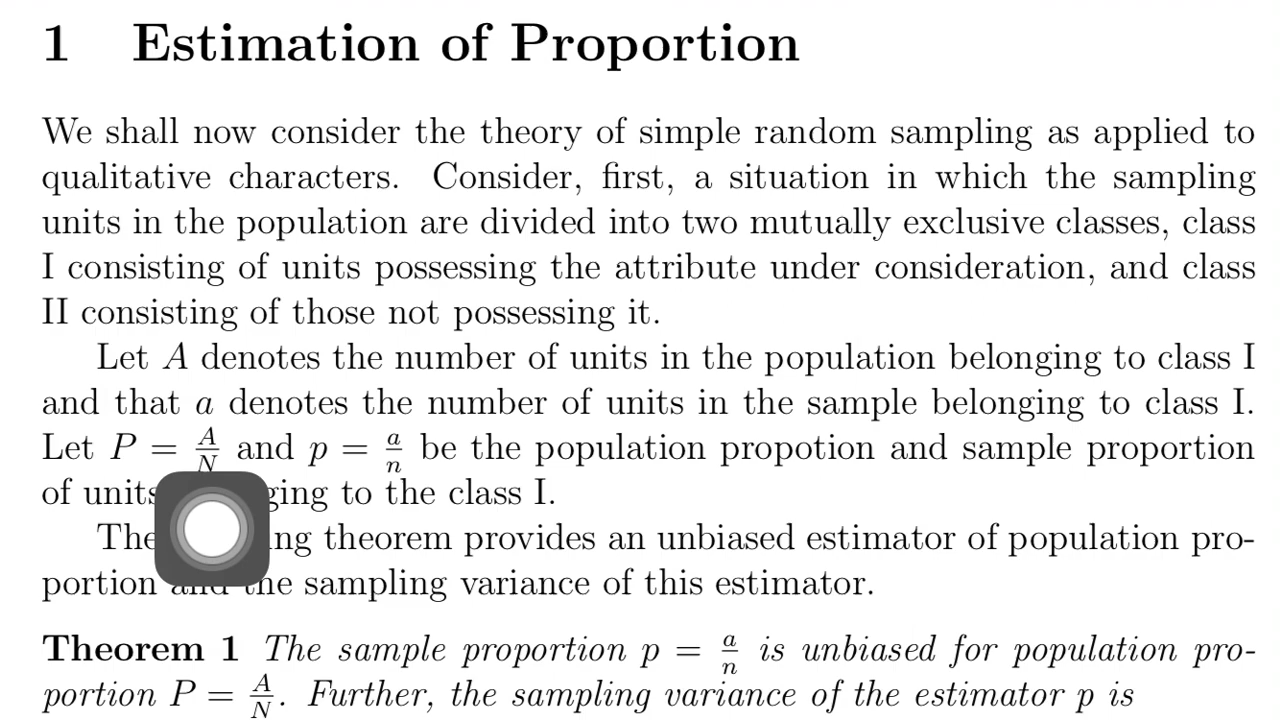 1 Estimation of Proportion
We shall now consider the theory of simple random sampling as applied to
qualitative characters. Consider, first, a situation in which the sampling
units in the population are divided into two mutually exclusive classes, class
I consisting of units possessing the attribute under consideration, and class
II consisting of those not possessing it.
Let A denotes the number of units in the population belonging to class I
and that a denotes the number of units in the sample belonging to class I.
Let P = A/N and p = a/n be the population propotion and sample proportion
of units ging to the class I.
The ing theorem provides an unbiased estimator of population pro-
portion the sampling variance of this estimator.
Theorem 1 The sample proportion p = a/n is unbiased for population pro-
portion P = A/N. Further, the sampling variance of the estimator p is